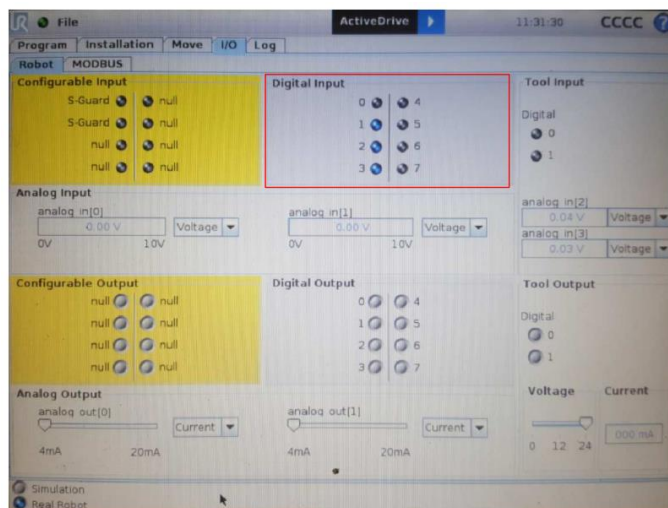 UR File ActiveDrive 11:31:30 CCCC ?
Program Installation Move I/O Log
Robot MODBUS
Configurable Input Digital Input Tool Input
S-Guard null 0 4
S-Guard null 1 5
null null 2 6
null null 3 7
Digital
0
1
Analog Input
analog in[0] analog in[1] analog in[2]
0.00 V Voltage 0.00 V Voltage 0.04 V Voltage
0V 10V 0V 10V
analog in[3]
0.03 V Voltage
Configurable Output Digital Output Tool Output
null null 0 4
null null 1 5
null null 2 6
null null 3 7
Digital
0
1
Analog Output Voltage Current
analog out[0] analog out[1]
Current Current
4mA 20mA 4mA 20mA
0 12 24 000 mA
Simulation
Real Robot